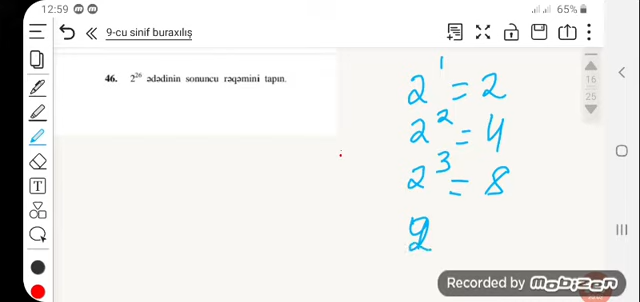 12:59
65%
9-cu sinif buraxılış
16
25
46. 2²⁶ ədədinin sonuncu rəqəmini tapın.
2¹ = 2
2² = 4
2³ = 8
2
T
Recorded by mobizen